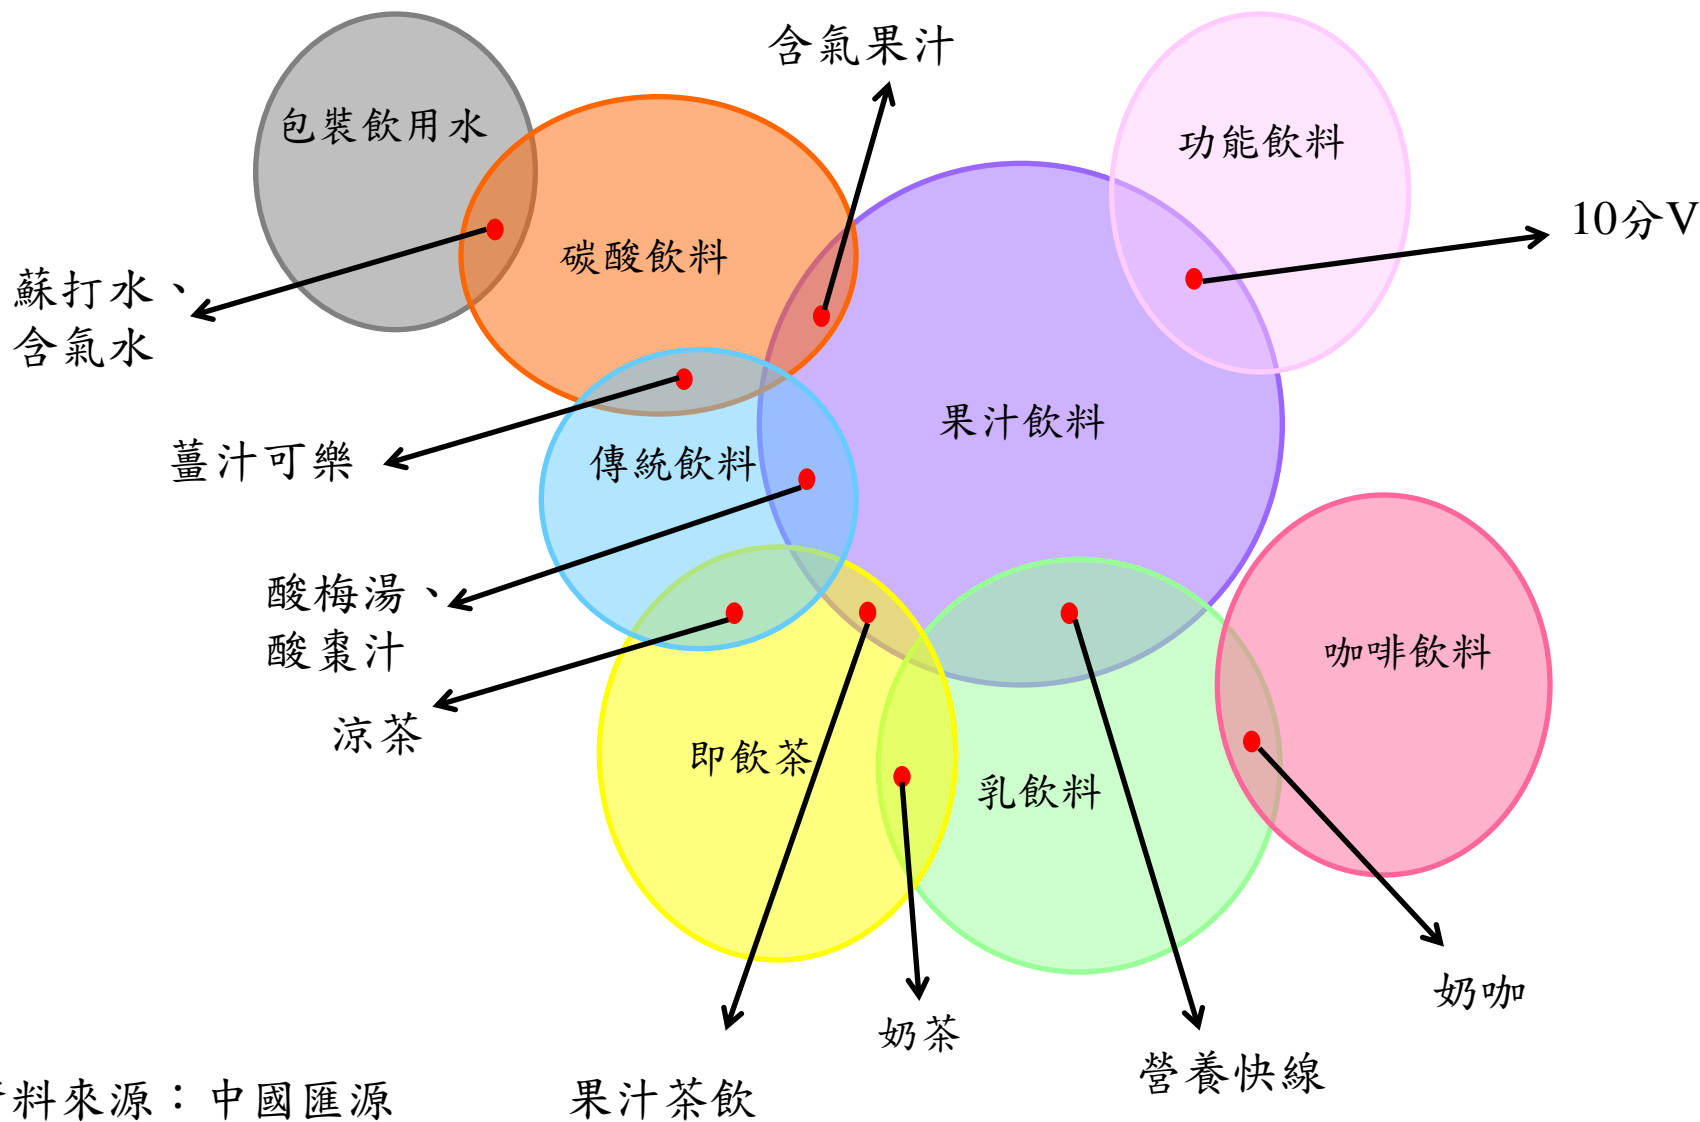 含氣果汁
包裝飲用水
功能飲料
10分V
碳酸飲料
蘇打水、
含氣水
果汁飲料
薑汁可樂
傳統飲料
酸梅湯、
酸棗汁
咖啡飲料
涼茶
即飲茶
乳飲料
奶咖
奶茶
營養快線
料來源：中國匯源
果汁茶飲